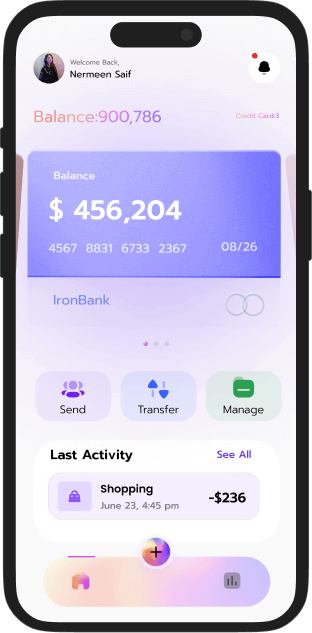 Welcome Back,
Nermeen Saif
Balance:900,786
Credit Card:3
Balance
$ 456,204
4567 8831 6733 2367
08/26
IronBank
Send
Transfer
Manage
Last Activity
See All
Shopping
June 23, 4:45 pm
-$236